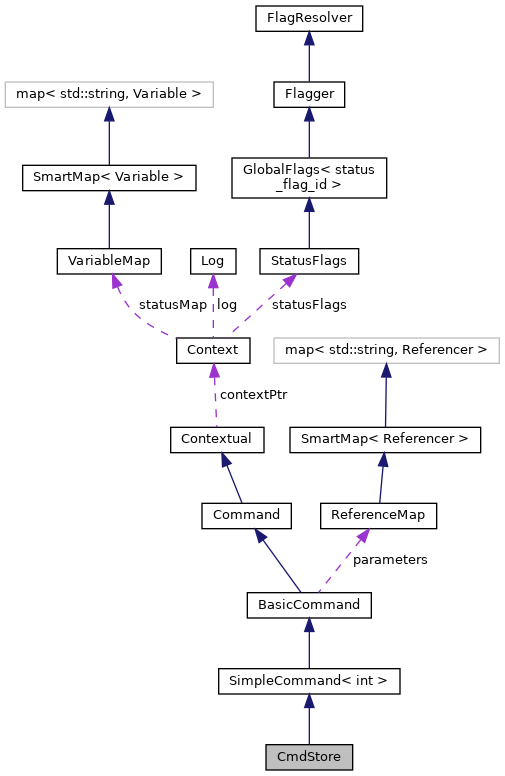 FlagResolver
map< std::string, Variable >
Flagger
SmartMap< Variable >
GlobalFlags< status
_flag_id >
VariableMap
Log
StatusFlags
statusMap
log
statusFlags
Context
map< std::string, Referencer >
contextPtr
Contextual
SmartMap< Referencer >
Command
ReferenceMap
parameters
BasicCommand
SimpleCommand< int >
CmdStore